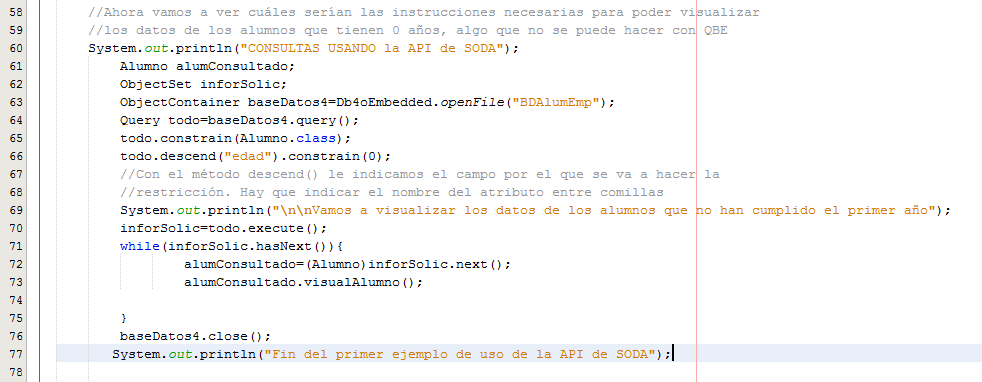 58 //Ahora vamos a ver cuáles serían las instrucciones necesarias para poder visualizar
59 //los datos de los alumnos que tienen 0 años, algo que no se puede hacer con QBE
60 System.out.println("CONSULTAS USANDO la API de SODA");
61 Alumno alumConsultado;
62 ObjectSet inforSolic;
63 ObjectContainer baseDatos4=Db4oEmbedded.openFile("BDAlumEmp");
64 Query todo=baseDatos4.query();
65 todo.constrain(Alumno.class);
66 todo.descend("edad").constrain(0);
67 //Con el método descend() le indicamos el campo por el que se va a hacer la
68 //restricción. Hay que indicar el nombre del atributo entre comillas
69 System.out.println("\n\nVamos a visualizar los datos de los alumnos que no han cumplido el primer año");
70 inforSolic=todo.execute();
71 while(inforSolic.hasNext()){
72 alumConsultado=(Alumno)inforSolic.next();
73 alumConsultado.visualAlumno();
74
75 }
76 baseDatos4.close();
77 System.out.println("Fin del primer ejemplo de uso de la API de SODA");
78